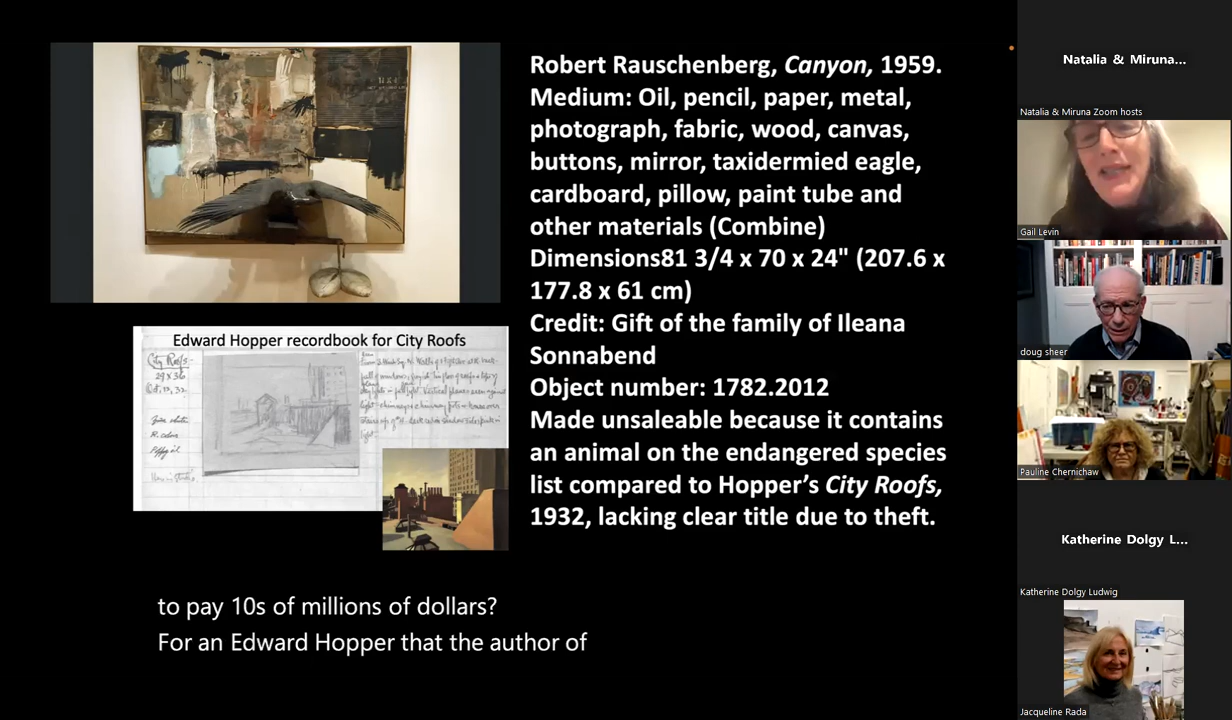 Robert Rauschenberg, Canyon, 1959.
Medium: Oil, pencil, paper, metal,
photograph, fabric, wood, canvas,
buttons, mirror, taxidermied eagle,
cardboard, pillow, paint tube and
other materials (Combine)
Dimensions81 3/4 x 70 x 24" (207.6 x
177.8 x 61 cm)
Credit: Gift of the family of Ileana
Sonnabend
Object number: 1782.2012
Made unsaleable because it contains
an animal on the endangered species
list compared to Hopper’s City Roofs,
1932, lacking clear title due to theft.
Edward Hopper recordbook for City Roofs
City Roofs
29 x 36
to pay 10s of millions of dollars?
For an Edward Hopper that the author of
Natalia & Miruna...
Natalia & Miruna Zoom hosts
Gail Levin
doug sheer
Pauline Chernichaw
Katherine Dolgy L...
Katherine Dolgy Ludwig
Jacqueline Rada